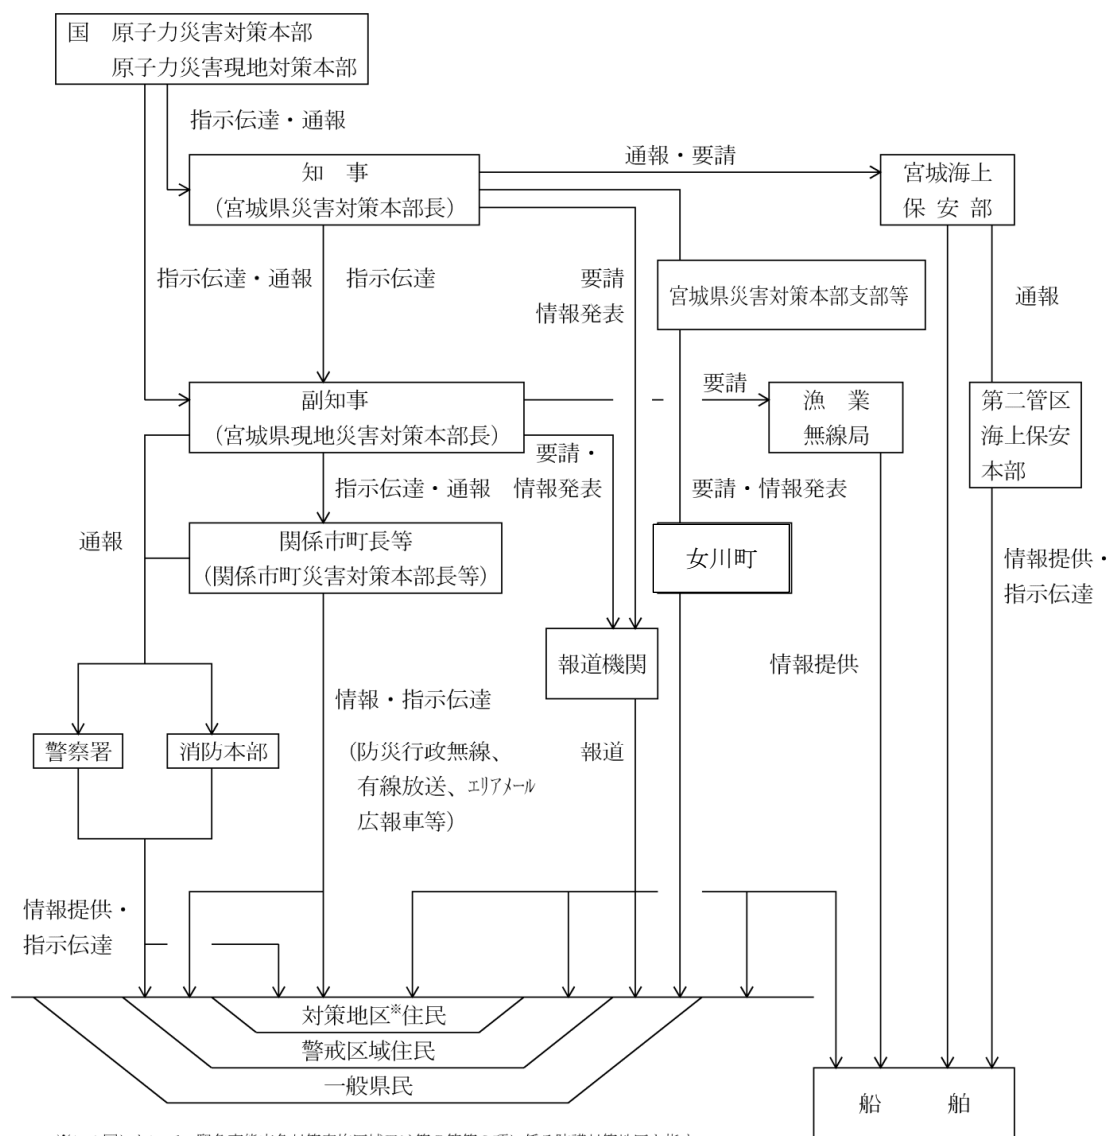 国　原子力災害対策本部
原子力災害現地対策本部
指示伝達・通報
知　事
（宮城県災害対策本部長）
通報・要請
宮城海上
保 安 部
指示伝達・通報
指示伝達
要請
情報発表
宮城県災害対策本部支部等
通報
副知事
（宮城県現地災害対策本部長）
要請
漁　業
無線局
第二管区
海上保安
本部
要請・
情報発表
指示伝達・通報
要請・情報発表
通報
関係市町長等
（関係市町災害対策本部長等）
女川町
情報提供・
指示伝達
報道機関
情報提供
情報・指示伝達
（防災行政無線、
有線放送、エリアメール
広報車等）
報道
警察署
消防本部
情報提供・
指示伝達
対策地区※住民
警戒区域住民
一般県民
船　　舶